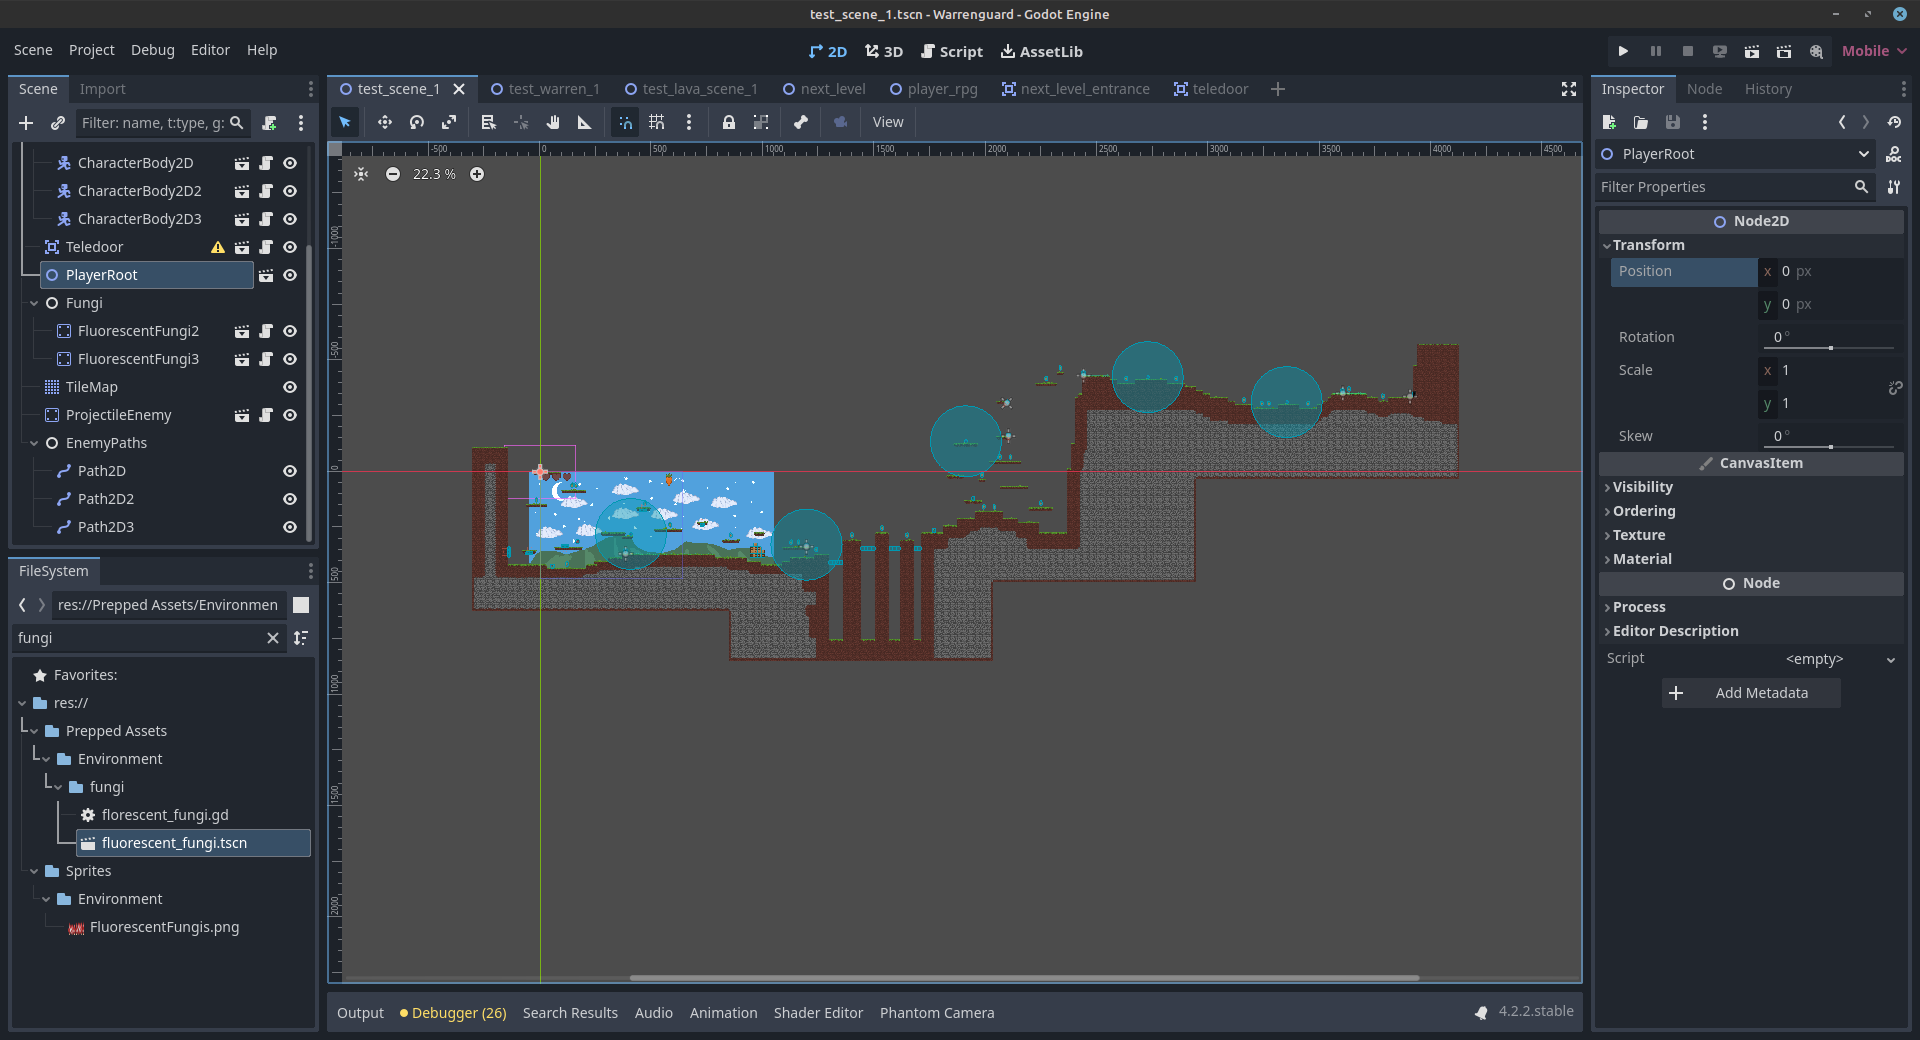 test_scene_1.tscn - Warrenguard - Godot Engine
Scene Project Debug Editor Help
2D 3D Script AssetLib
Mobile
Scene Import
test_scene_1 test_warren_1 test_lava_scene_1 next_level player_rpg next_level_entrance teledoor
Inspector Node History
Filter: name, t:type, g:
View
-500 0 500 1000 1500 2000 2500 3000 3500 4000 4500
22.3 %
-1000
-500
0
500
1000
1500
2000
CharacterBody2D
CharacterBody2D2
CharacterBody2D3
Teledoor
PlayerRoot
Fungi
FluorescentFungi2
FluorescentFungi3
TileMap
ProjectileEnemy
EnemyPaths
Path2D
Path2D2
Path2D3
FileSystem
res://Prepped Assets/Environmen
fungi
Favorites:
res://
Prepped Assets
Environment
fungi
florescent_fungi.gd
fluorescent_fungi.tscn
Sprites
Environment
FluorescentFungis.png
Output Debugger (26) Search Results Audio Animation Shader Editor Phantom Camera
4.2.2.stable
PlayerRoot
Filter Properties
Node2D
Transform
Position x 0 px
y 0 px
Rotation 0 °
Scale x 1
y 1
Skew 0 °
CanvasItem
Visibility
Ordering
Texture
Material
Node
Process
Editor Description
Script <empty>
Add Metadata